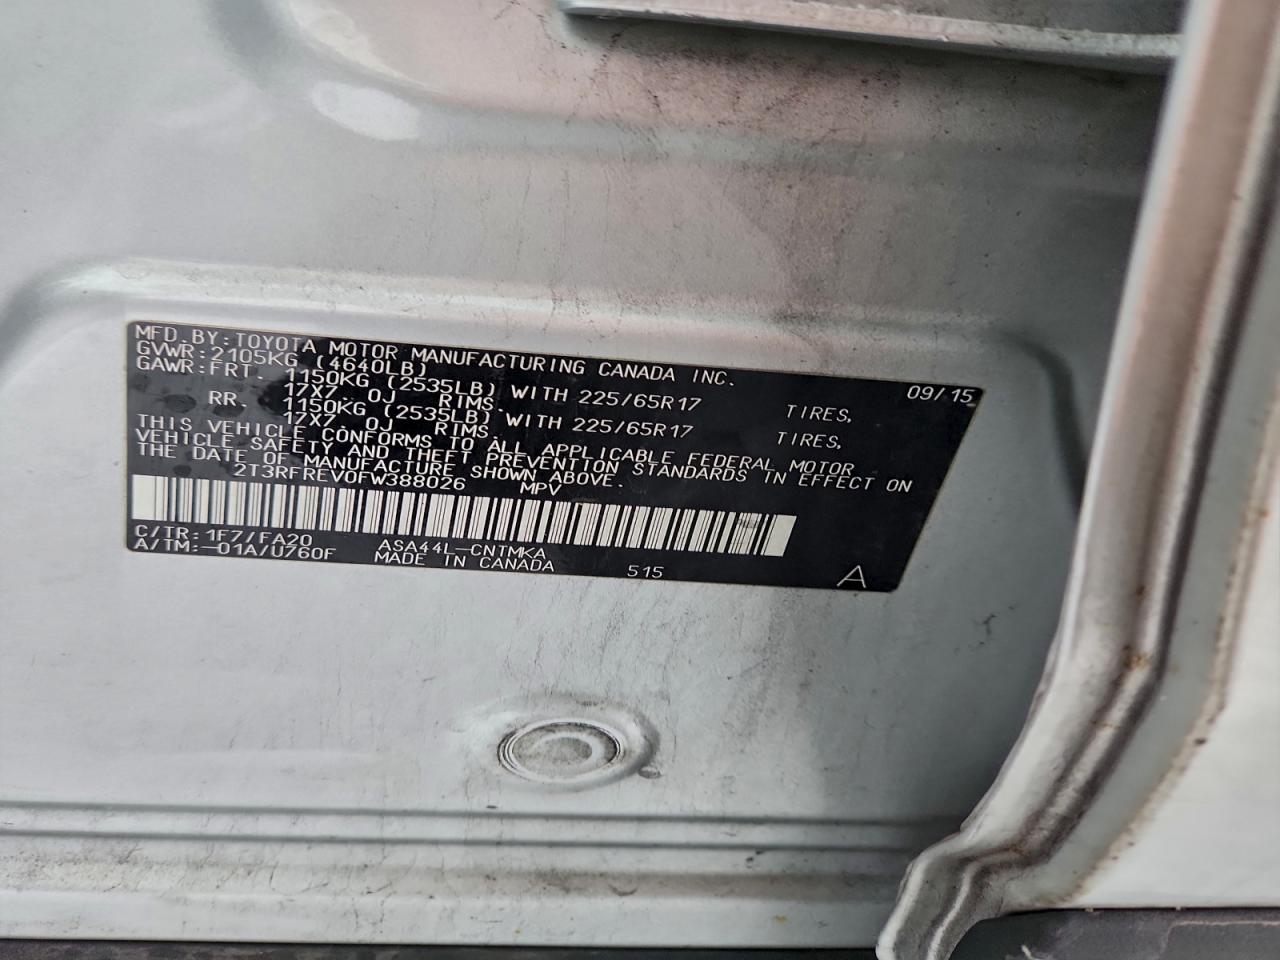 MFD.BY:TOYOTA MOTOR MANUFACTURING CANADA INC. 09/15
GVWR:2105KG (4640LB)
GAWR:FRT. 1150KG (2535LB) WITH 225/65R17 TIRES,
17X7. 0J RIMS.
RR. 1150KG (2535LB) WITH 225/65R17 TIRES,
17X7. 0J RIMS.
THIS VEHICLE CONFORMS TO ALL APPLICABLE FEDERAL MOTOR
VEHICLE SAFETY AND THEFT PREVENTION STANDARDS IN EFFECT ON
THE DATE OF MANUFACTURE SHOWN ABOVE.
2T3RFREV0FW388026 MPV
C/TR:1F7/FA20 ASA44L-CNTMKA
A/TM:-01A/U760F MADE IN CANADA 515 A